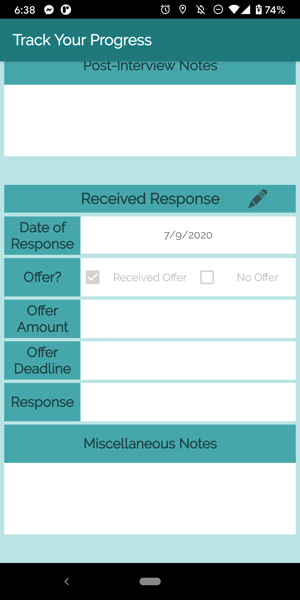 6:38
74%
Track Your Progress
Post-Interview Notes
Received Response
Date of
Response
7/9/2020
Offer?
Received Offer
No Offer
Offer
Amount
Offer
Deadline
Response
Miscellaneous Notes